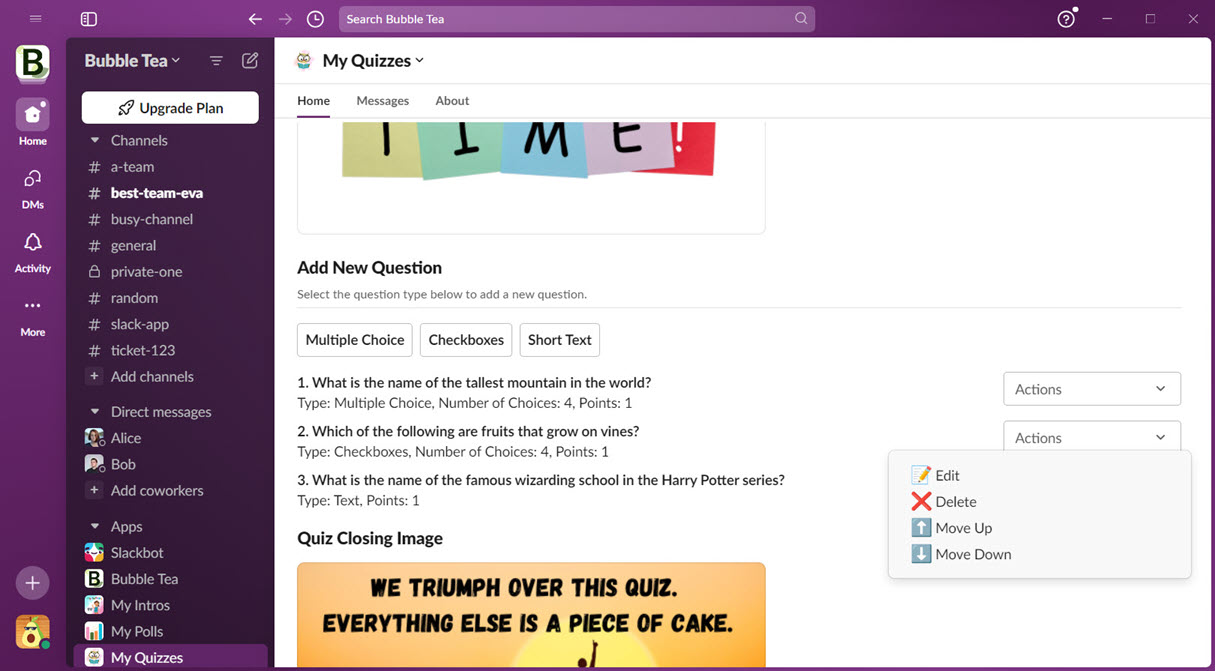 Search Bubble Tea
B
Home
DMs
Activity
More
Bubble Tea
Upgrade Plan
Channels
# a-team
# best-team-eva
# busy-channel
# general
private-one
# random
# slack-app
# ticket-123
+ Add channels
Direct messages
Alice
Bob
+ Add coworkers
Apps
Slackbot
B Bubble Tea
My Intros
My Polls
My Quizzes
My Quizzes
Home Messages About
TIME!
Add New Question
Select the question type below to add a new question.
Multiple Choice Checkboxes Short Text
1. What is the name of the tallest mountain in the world?
Type: Multiple Choice, Number of Choices: 4, Points: 1
Actions
2. Which of the following are fruits that grow on vines?
Type: Checkboxes, Number of Choices: 4, Points: 1
Actions
Edit
Delete
Move Up
Move Down
3. What is the name of the famous wizarding school in the Harry Potter series?
Type: Text, Points: 1
Quiz Closing Image
WE TRIUMPH OVER THIS QUIZ.
EVERYTHING ELSE IS A PIECE OF CAKE.